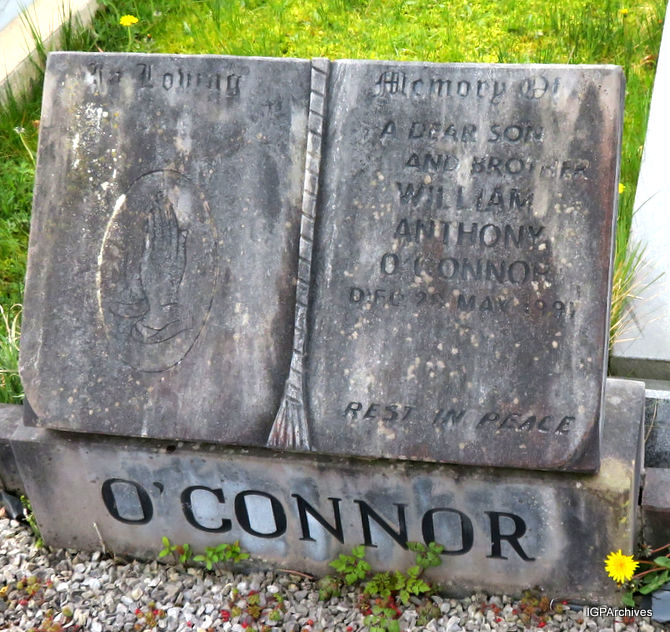 In Loving
Memory Of
A DEAR SON
AND BROTHER
WILLIAM
ANTHONY
O'CONNOR
DIED MAY 1991
REST IN PEACE
O'CONNOR
IGPArchives